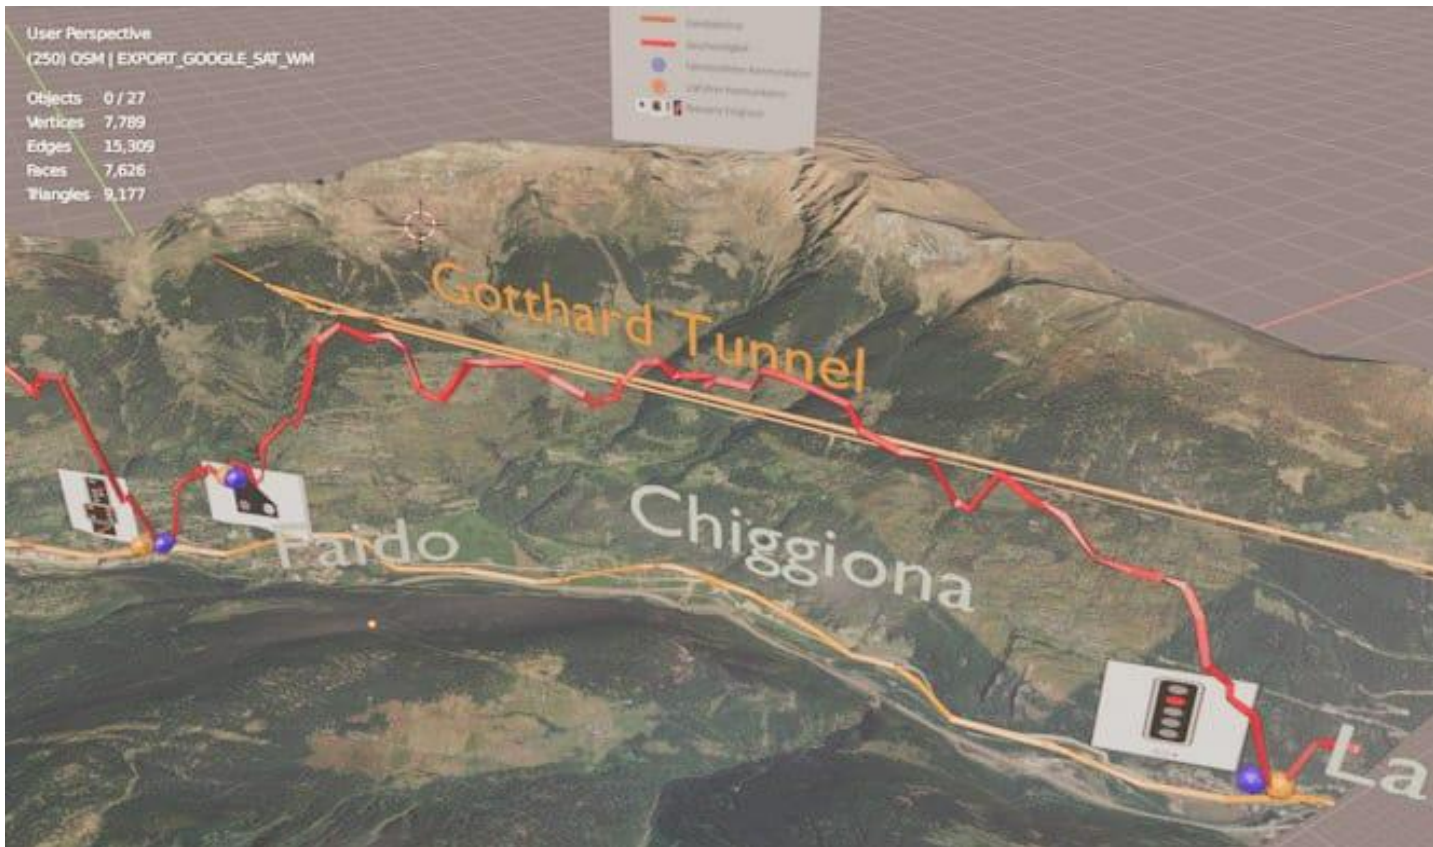 User Perspective
(250) OSM | EXPORT_GOOGLE_SAT_WM
Objects 0 / 27
Vertices 7,789
Edges 15,309
Faces 7,626
Triangles 9,177
Gotthard Tunnel
Faido
Chiggiona
La